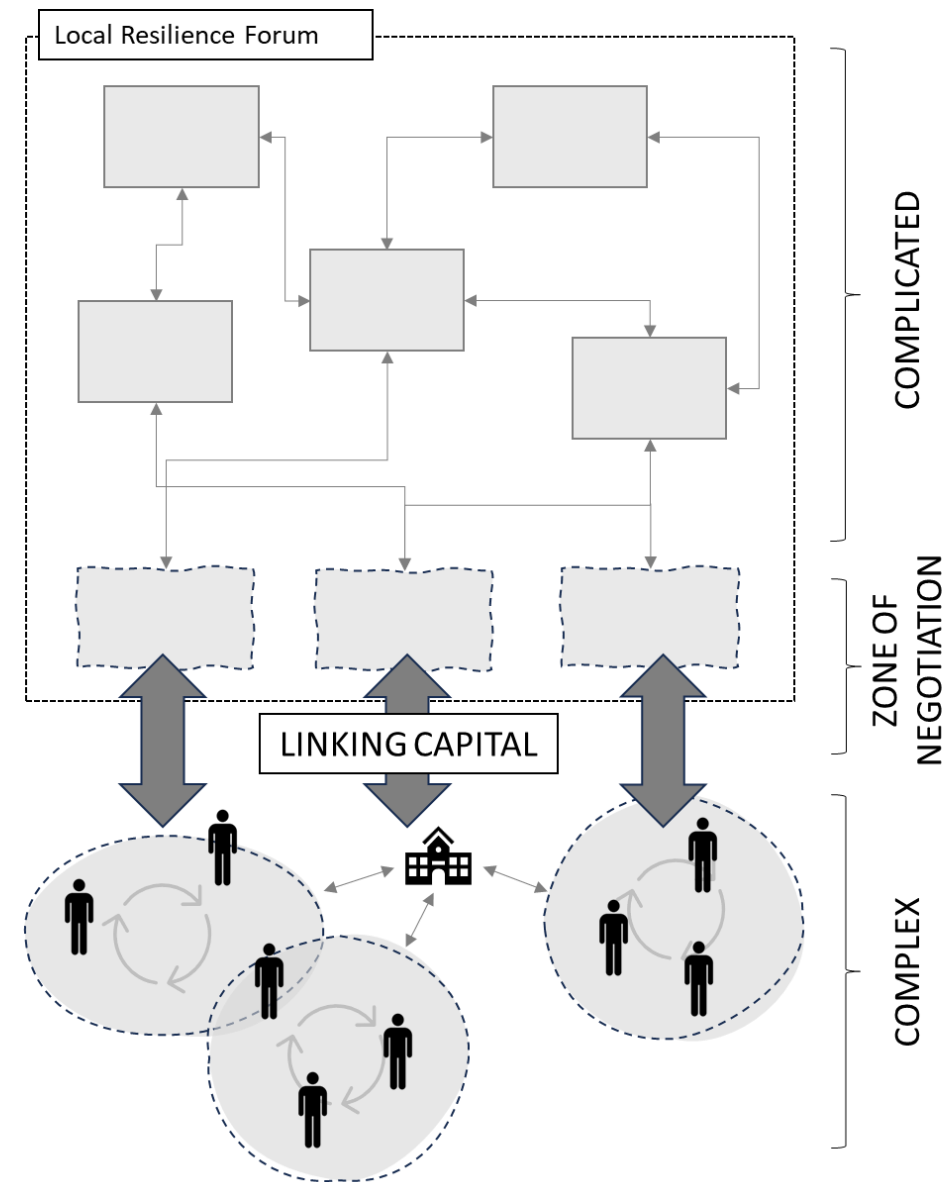 Local Resilience Forum
COMPLICATED
ZONE OF
NEGOTIATION
LINKING CAPITAL
COMPLEX